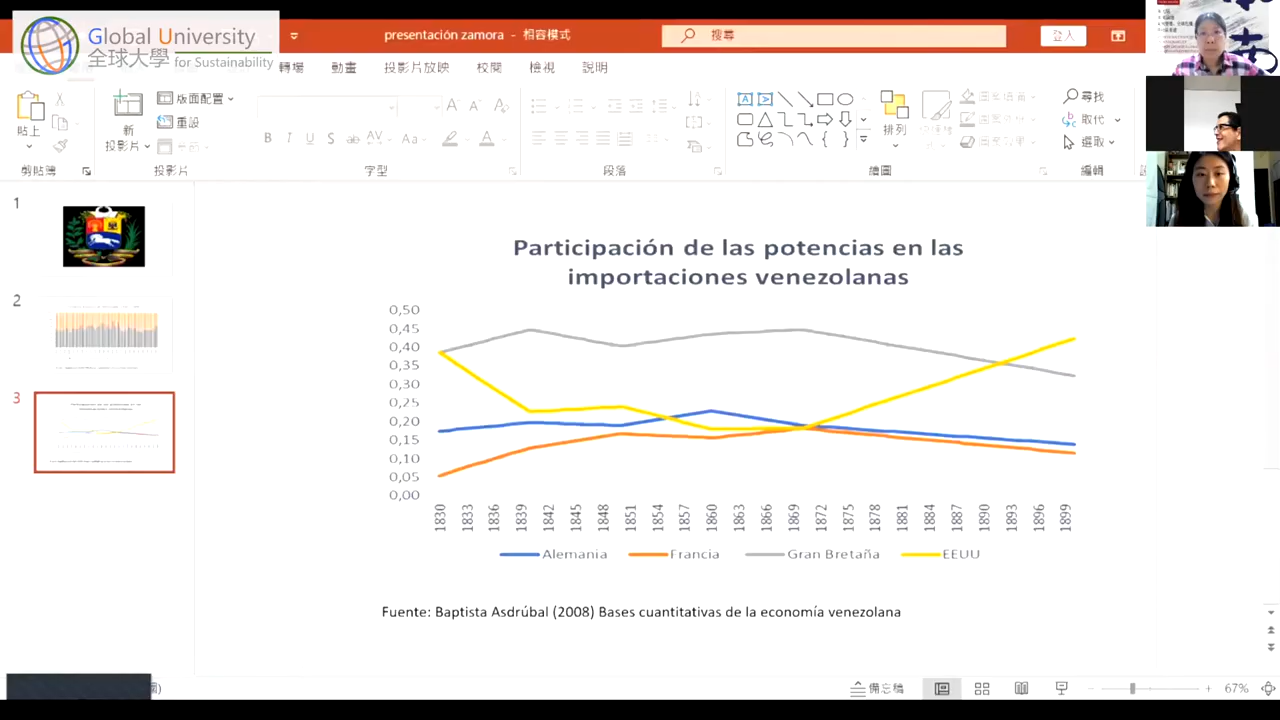 Global University
全球大學 for Sustainability
presentación zamora - 相容模式
搜尋
登入
轉場 動畫 投影片放映 校閱 檢視 說明
貼上
新
投影片
版面配置
重設
B I U S ab AV Aa A
排列
尋找
取代
選取
剪貼簿 投影片 字型 段落 繪圖 編輯
1
2
3
Participación de las potencias en las
importaciones venezolanas
0,50
0,45
0,40
0,35
0,30
0,25
0,20
0,15
0,10
0,05
0,00
1830 1833 1836 1839 1842 1845 1848 1851 1854 1857 1860 1863 1866 1869 1872 1875 1878 1881 1884 1887 1890 1893 1896 1899
Alemania Francia Gran Bretaña EEUU
Fuente: Baptista Asdrúbal (2008) Bases cuantitativas de la economía venezolana
備忘稿
67%